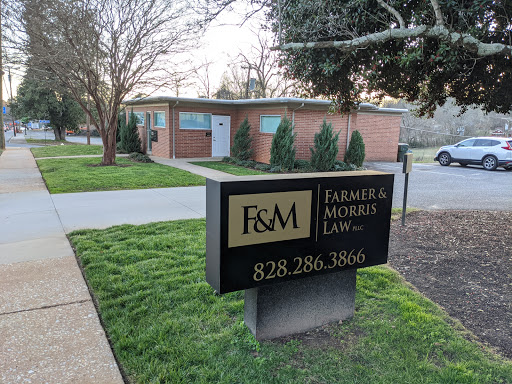 F&M
FARMER &
MORRIS
LAW PLLC
828.286.3866